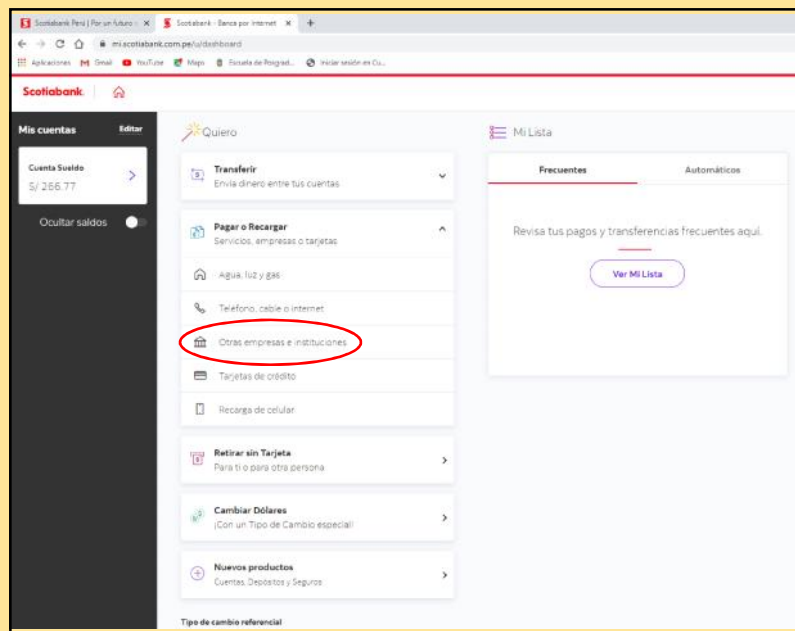 Scotiabank Perú | Por un futuro
Scotiabank - Banca por Internet
mi.scotiabank.com.pe/u/dashboard
Aplicaciones Gmail YouTube Maps Escuela de Posgrad... Iniciar sesión en Cu...
Scotiabank
Mis cuentas Editar
Cuenta Sueldo
S/ 266.77
Ocultar saldos
Quiero
Transferir
Envía dinero entre tus cuentas
Pagar o Recargar
Servicios, empresas o tarjetas
Agua, luz y gas
Teléfono, cable o internet
Otras empresas e instituciones
Tarjetas de crédito
Recarga de celular
Retirar sin Tarjeta
Para ti o para otra persona
Cambiar Dólares
¡Con un Tipo de Cambio especial!
Nuevos productos
Cuentas, Depósitos y Seguros
Tipo de cambio referencial
Mi Lista
Frecuentes Automáticos
Revisa tus pagos y transferencias frecuentes aquí.
Ver Mi Lista